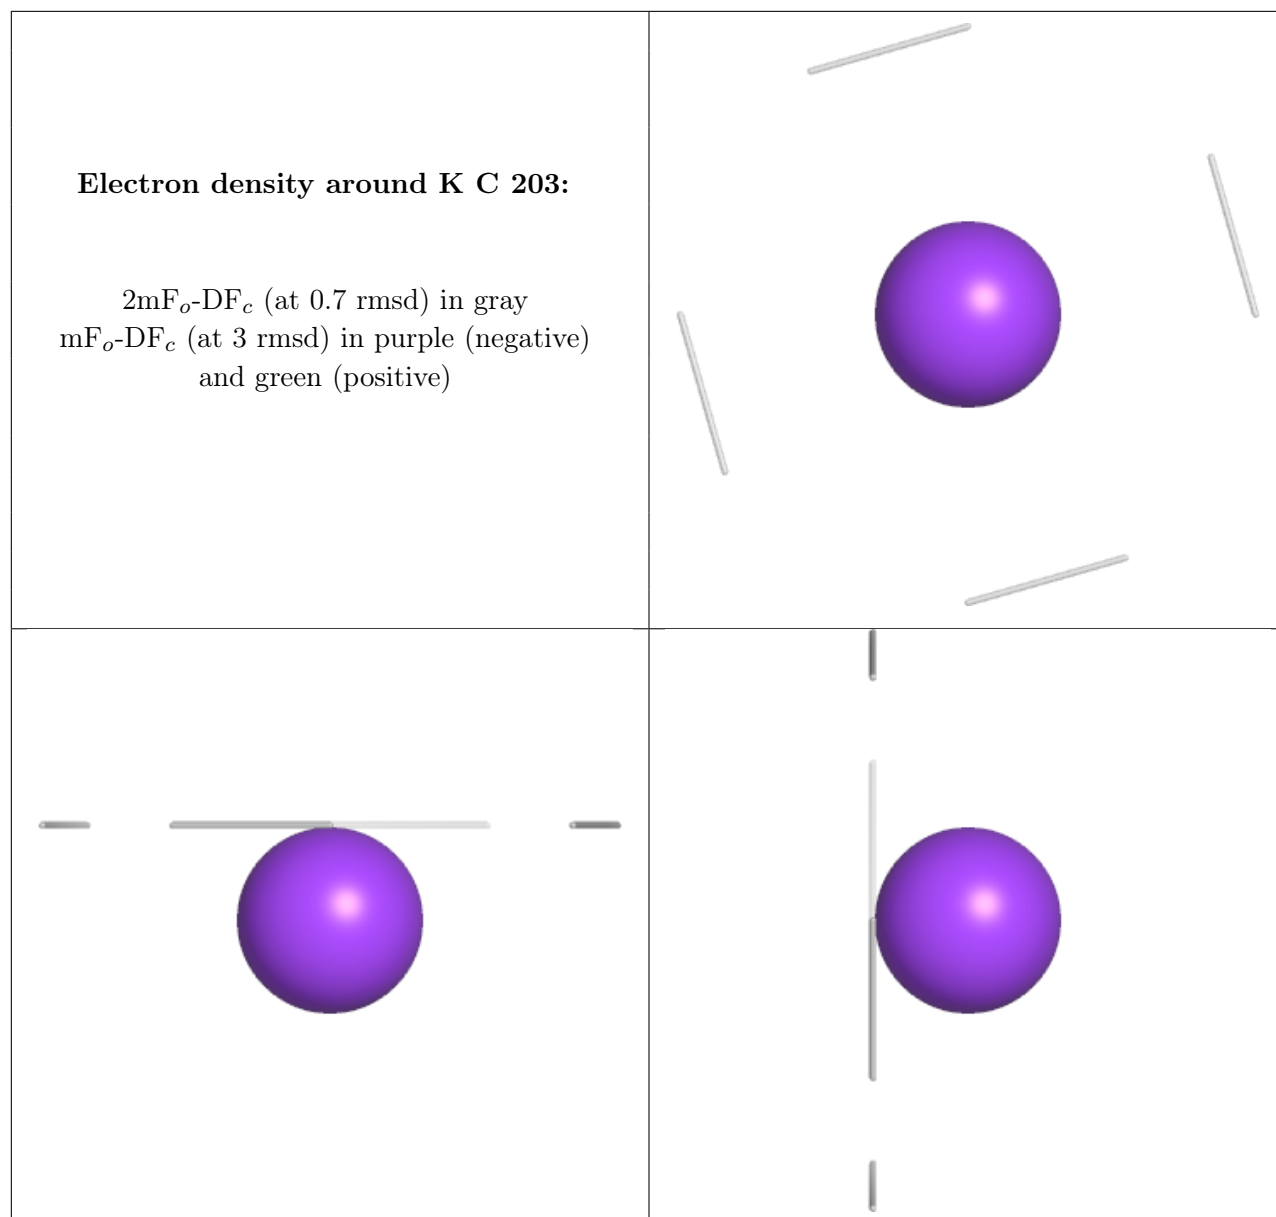 Electron density around K C 203:
2mFo-DFc (at 0.7 rmsd) in gray
mFo-DFc (at 3 rmsd) in purple (negative)
and green (positive)